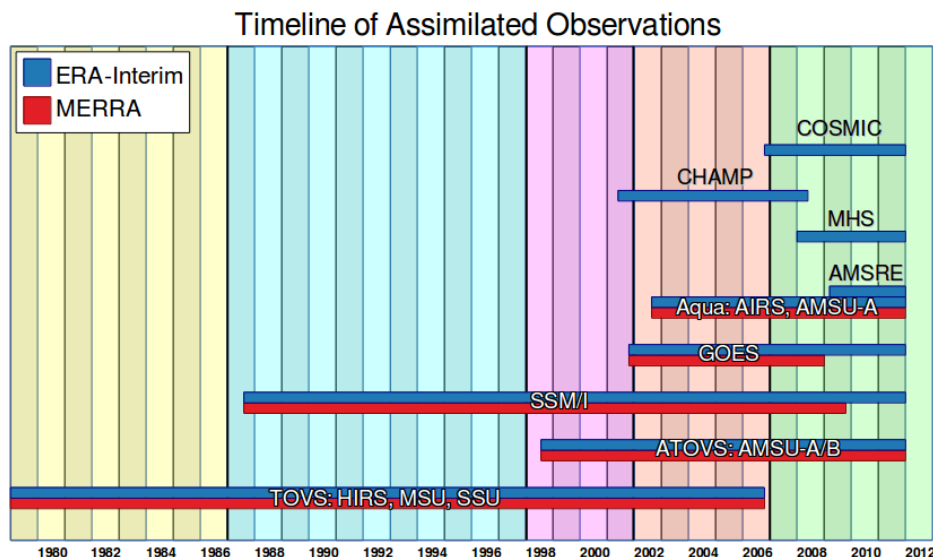 Timeline of Assimilated Observations
ERA-Interim
MERRA
COSMIC
CHAMP
MHS
AMSRE
Aqua: AIRS, AMSU-A
GOES
SSM/I
ATOVS: AMSU-A/B
TOVS: HIRS, MSU, SSU
1980 1982 1984 1986 1988 1990 1992 1994 1996 1998 2000 2002 2004 2006 2008 2010 2012